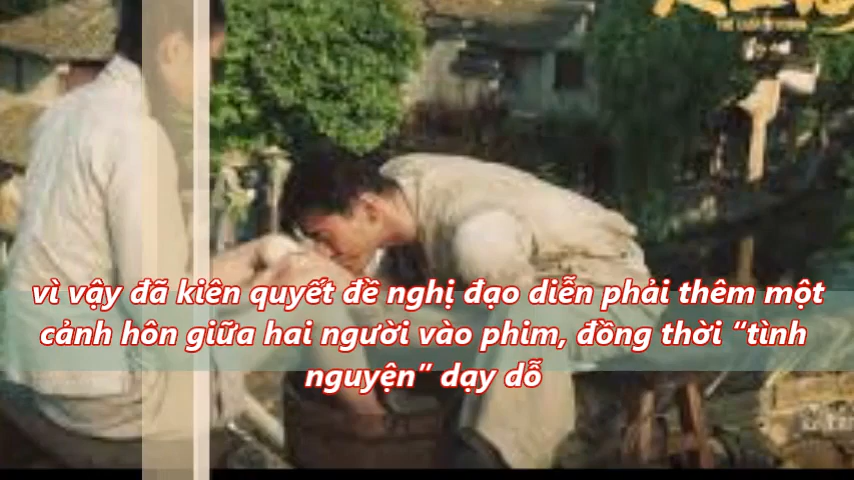 vì vậy đã kiên quyết đề nghị đạo diễn phải thêm một
cảnh hôn giữa hai người vào phim, đồng thời “tình
nguyện” dạy dỗ